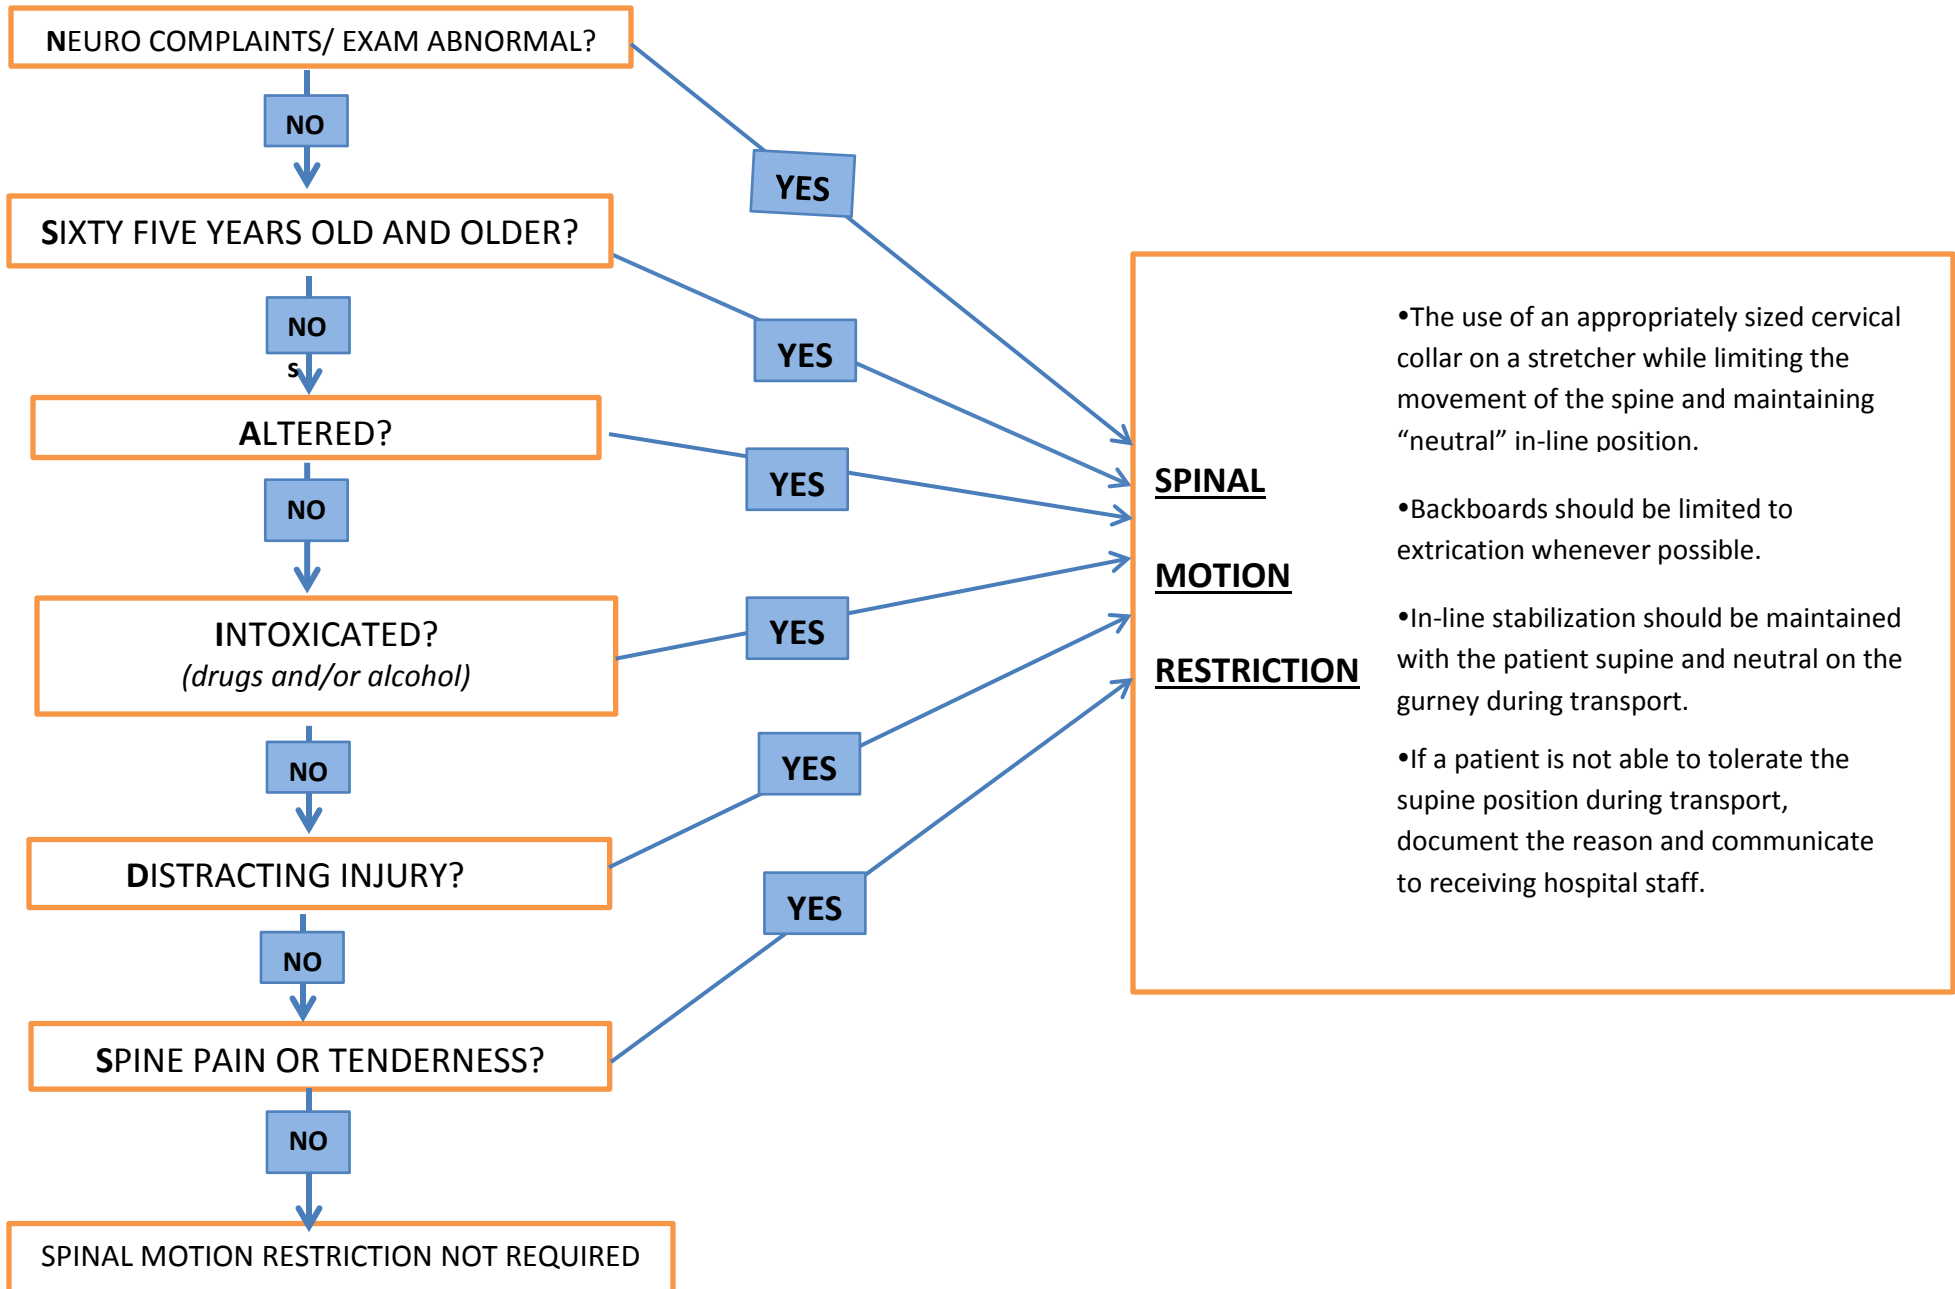 NEURO COMPLAINTS/ EXAM ABNORMAL?
NO
YES
SIXTY FIVE YEARS OLD AND OLDER?
NO
s
YES
ALTERED?
NO
YES
INTOXICATED?
(drugs and/or alcohol)
NO
YES
DISTRACTING INJURY?
NO
YES
SPINE PAIN OR TENDERNESS?
NO
YES
SPINAL MOTION RESTRICTION NOT REQUIRED
SPINAL
MOTION
RESTRICTION
•The use of an appropriately sized cervical
collar on a stretcher while limiting the
movement of the spine and maintaining
“neutral” in-line position.
•Backboards should be limited to
extrication whenever possible.
•In-line stabilization should be maintained
with the patient supine and neutral on the
gurney during transport.
•If a patient is not able to tolerate the
supine position during transport,
document the reason and communicate
to receiving hospital staff.